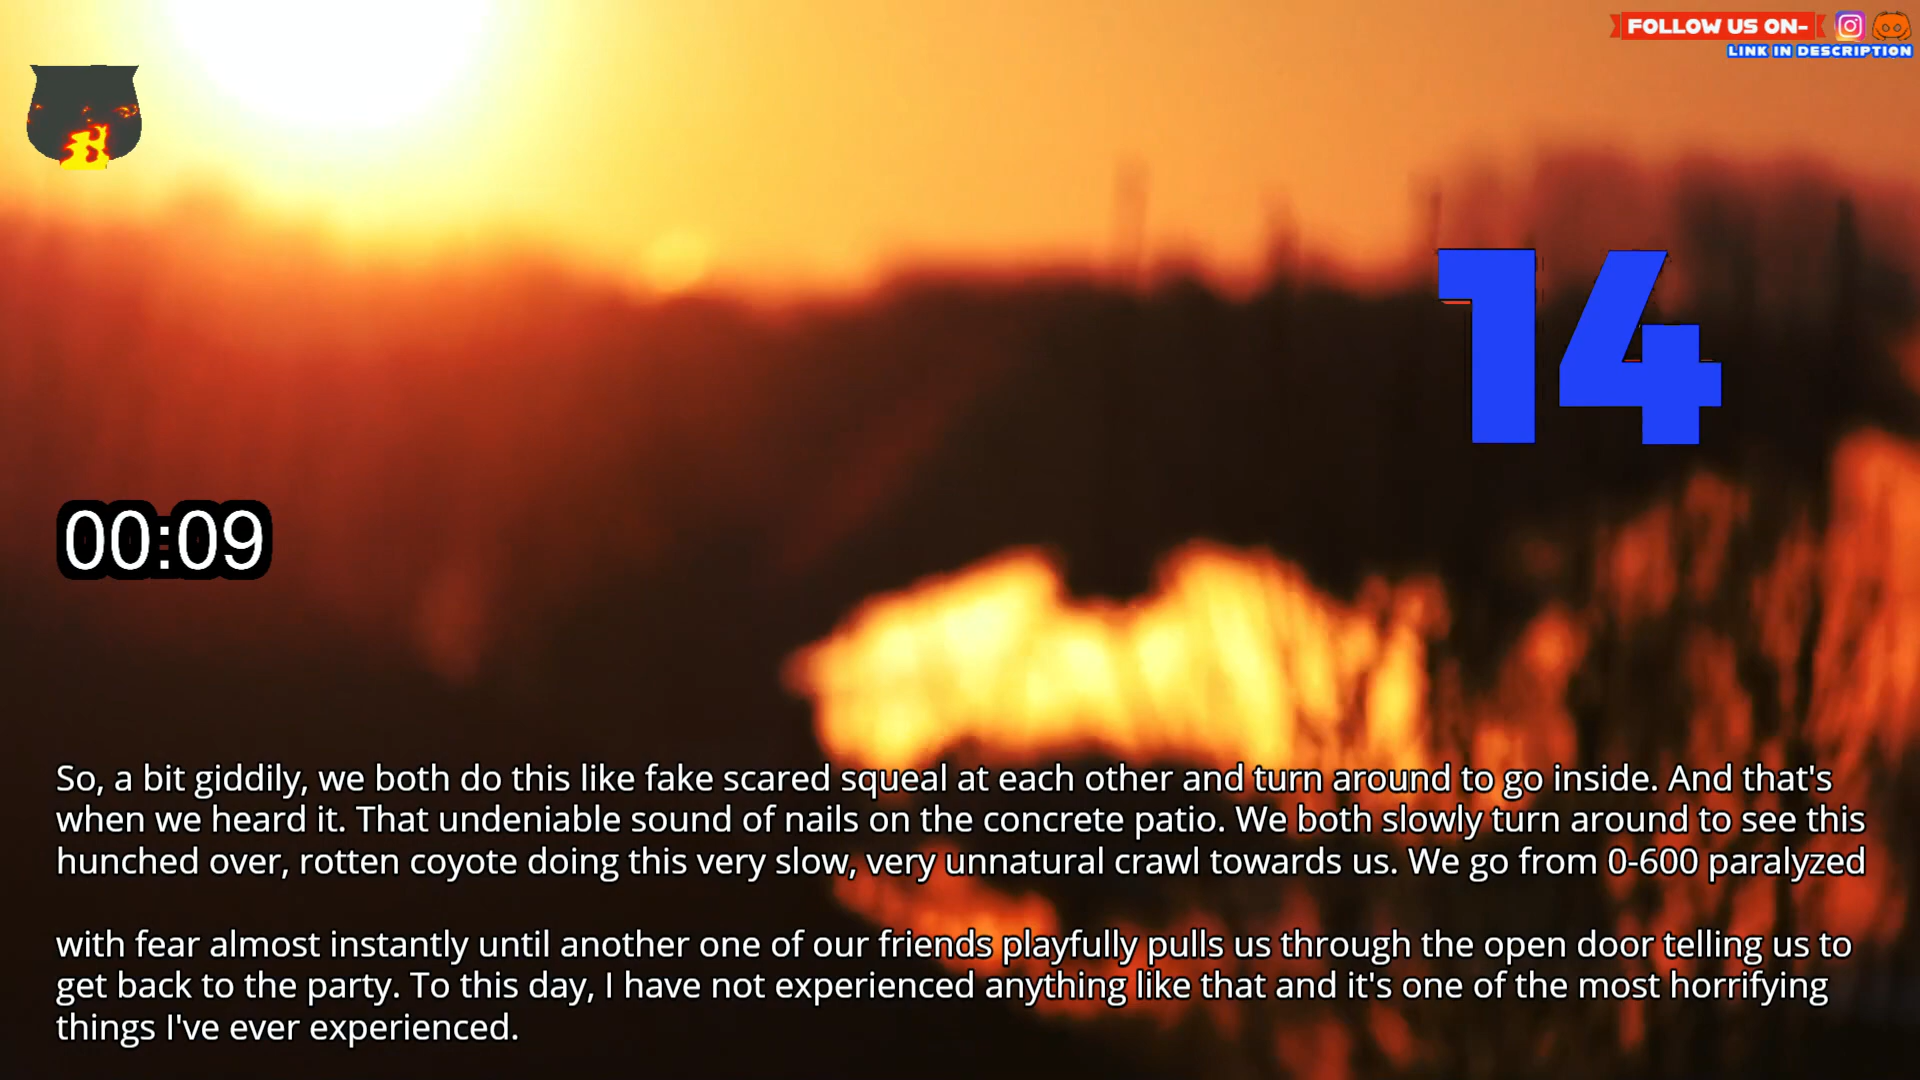 FOLLOW US ON-
LINK IN DESCRIPTION
14
00:09
So, a bit giddily, we both do this like fake scared squeal at each other and turn around to go inside. And that's
when we heard it. That undeniable sound of nails on the concrete patio. We both slowly turn around to see this
hunched over, rotten coyote doing this very slow, very unnatural crawl towards us. We go from 0-600 paralyzed
with fear almost instantly until another one of our friends playfully pulls us through the open door telling us to
get back to the party. To this day, I have not experienced anything like that and it's one of the most horrifying
things I've ever experienced.